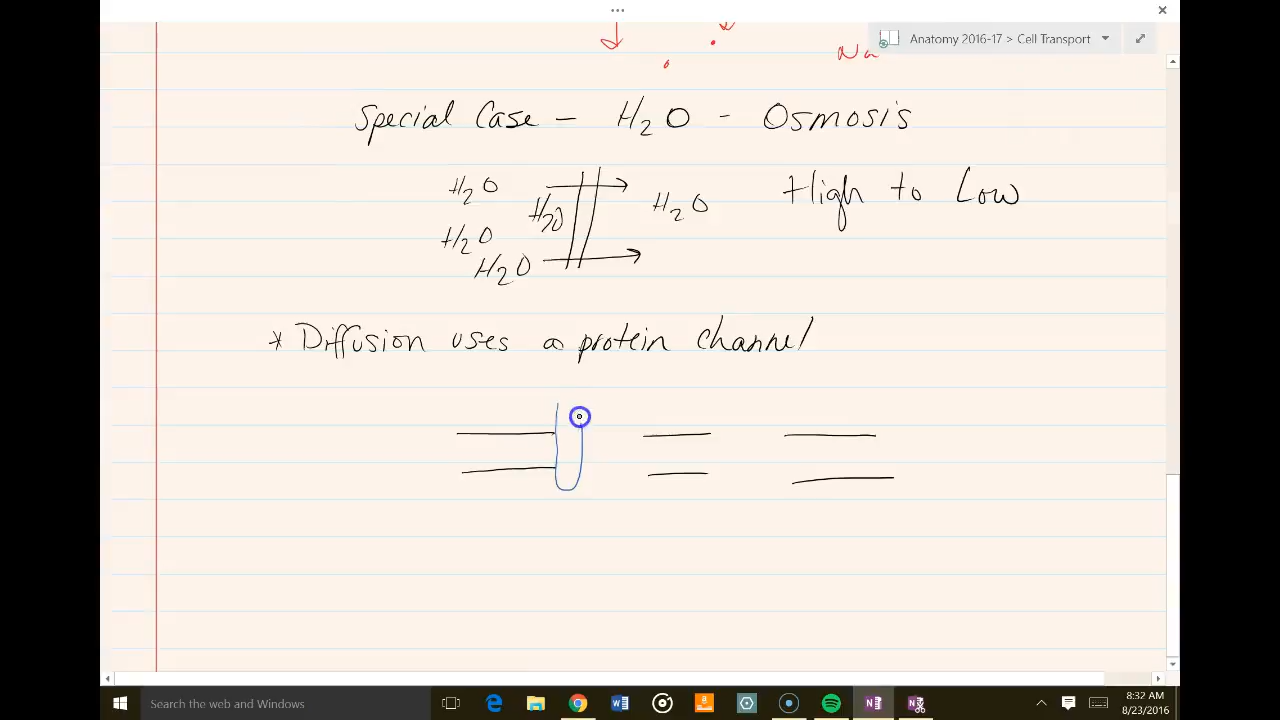 Anatomy 2016-17 > Cell Transport
Na
Special Case - H2O - Osmosis
H2O H2O H2O High to Low
H2O
H2O
* Diffusion uses a protein channel
Search the web and Windows
8:32 AM
8/23/2016